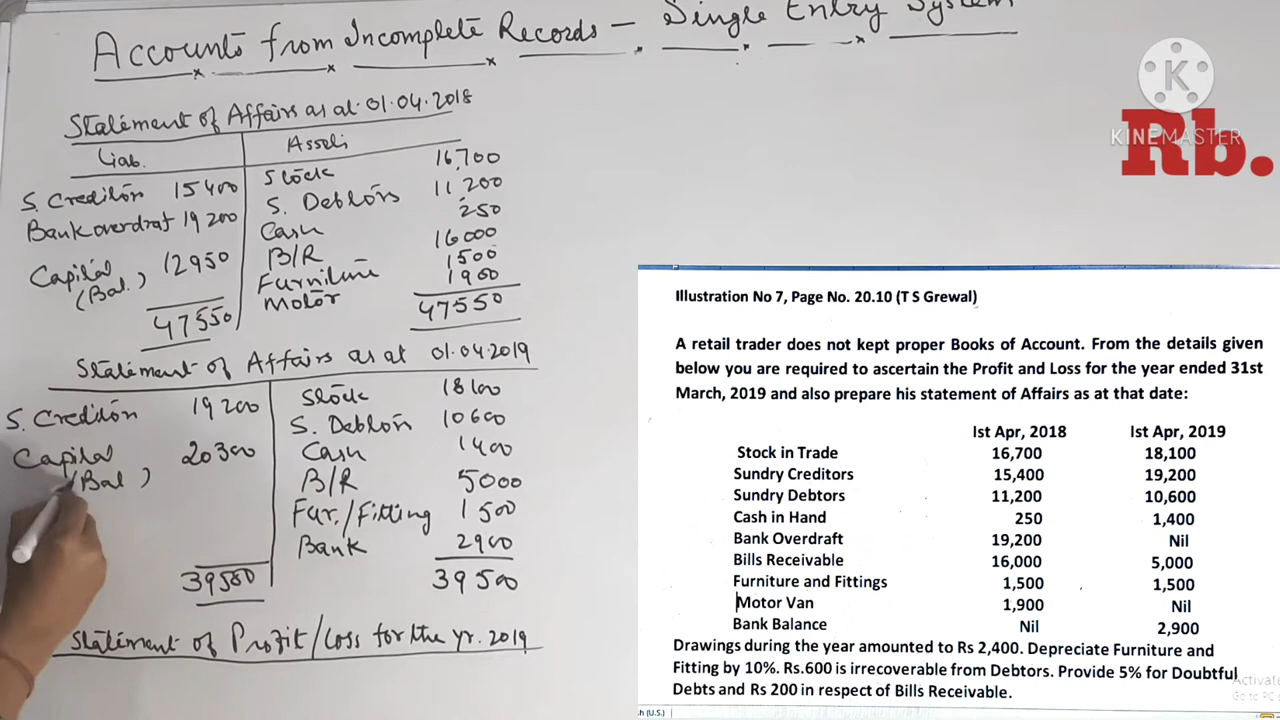 Accounts from Incomplete Records – Single Entry System
Statement of Affairs as at 01.04.2018
Liab. Assets
S. Creditors 15400 Stock 16,700
Bank overdraft 19200 S. Debtors 11,200
Capital (Bal.) 12950 Cash 250
B/R 16000
Furniture 1500
Motor 1900
47550 47550
Statement of Affairs as at 01.04.2019
S. Creditors 19200 Stock 18100
Capital (Bal) 20300 S. Debtors 10600
Cash 1400
B/R 5000
Fur./Fitting 1500
Bank 2900
39500 39500
Statement of Profit/Loss for the yr. 2019
K
KINEMASTER
Rb.
Illustration No 7, Page No. 20.10 (T S Grewal)
A retail trader does not kept proper Books of Account. From the details given
below you are required to ascertain the Profit and Loss for the year ended 31st
March, 2019 and also prepare his statement of Affairs as at that date:
Ist Apr, 2018 Ist Apr, 2019
Stock in Trade 16,700 18,100
Sundry Creditors 15,400 19,200
Sundry Debtors 11,200 10,600
Cash in Hand 250 1,400
Bank Overdraft 19,200 Nil
Bills Receivable 16,000 5,000
Furniture and Fittings 1,500 1,500
Motor Van 1,900 Nil
Bank Balance Nil 2,900
Drawings during the year amounted to Rs 2,400. Depreciate Furniture and
Fitting by 10%. Rs.600 is irrecoverable from Debtors. Provide 5% for Doubtful
Debts and Rs 200 in respect of Bills Receivable.
Activate
Go to PC s
h (U.S.)